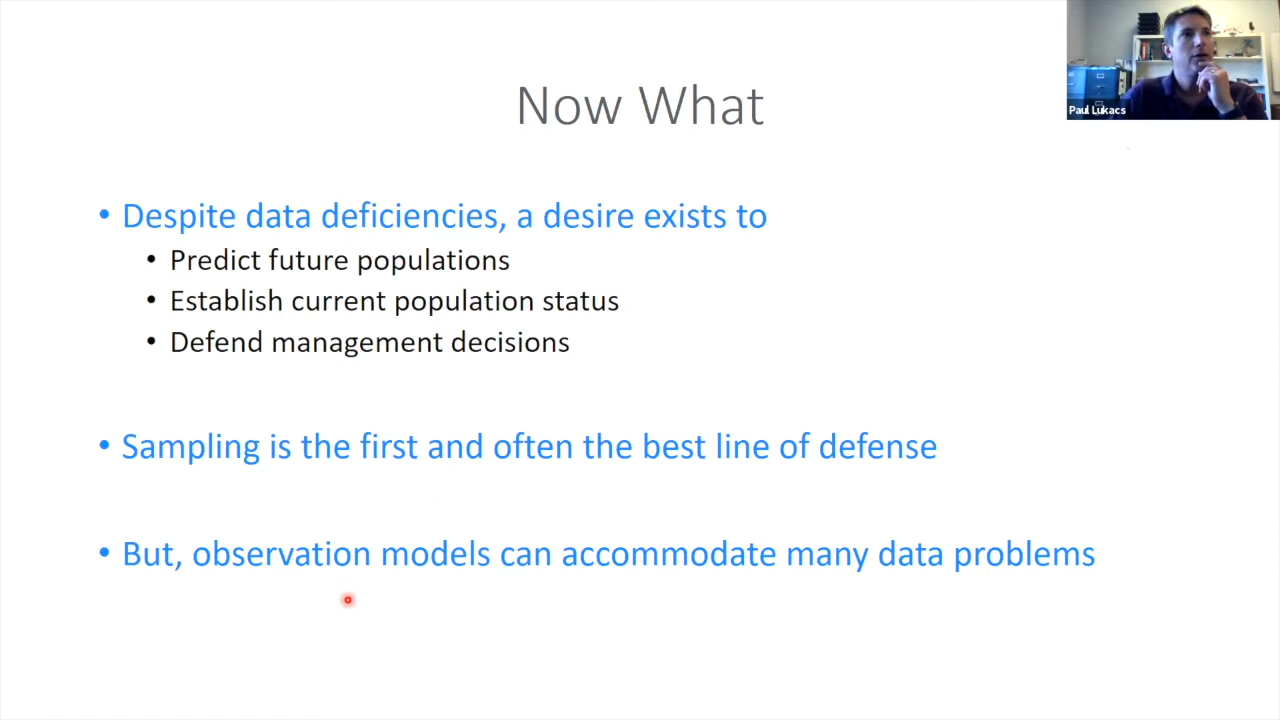 Now What
Paul Lukacs
• Despite data deficiencies, a desire exists to
• Predict future populations
• Establish current population status
• Defend management decisions
• Sampling is the first and often the best line of defense
• But, observation models can accommodate many data problems